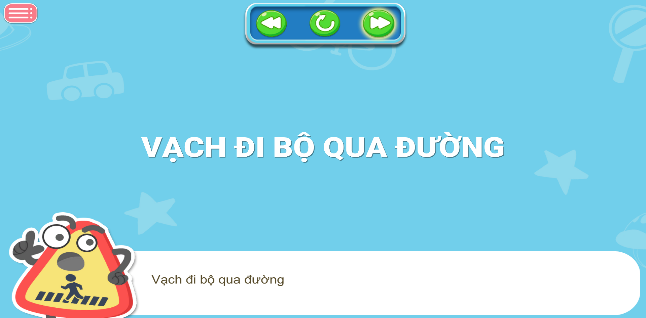 VẠCH ĐI BỘ QUA ĐƯỜNG
Vạch đi bộ qua đường